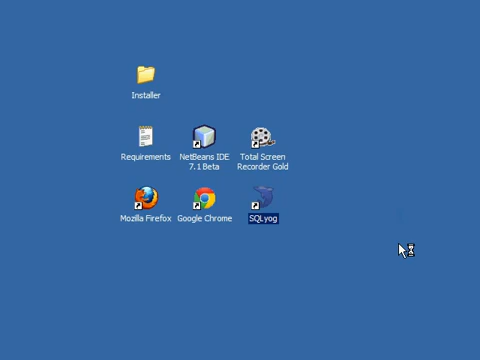 Installer
Requirements
NetBeans IDE
7.1 Beta
Total Screen
Recorder Gold
Mozilla Firefox
Google Chrome
SQLyog